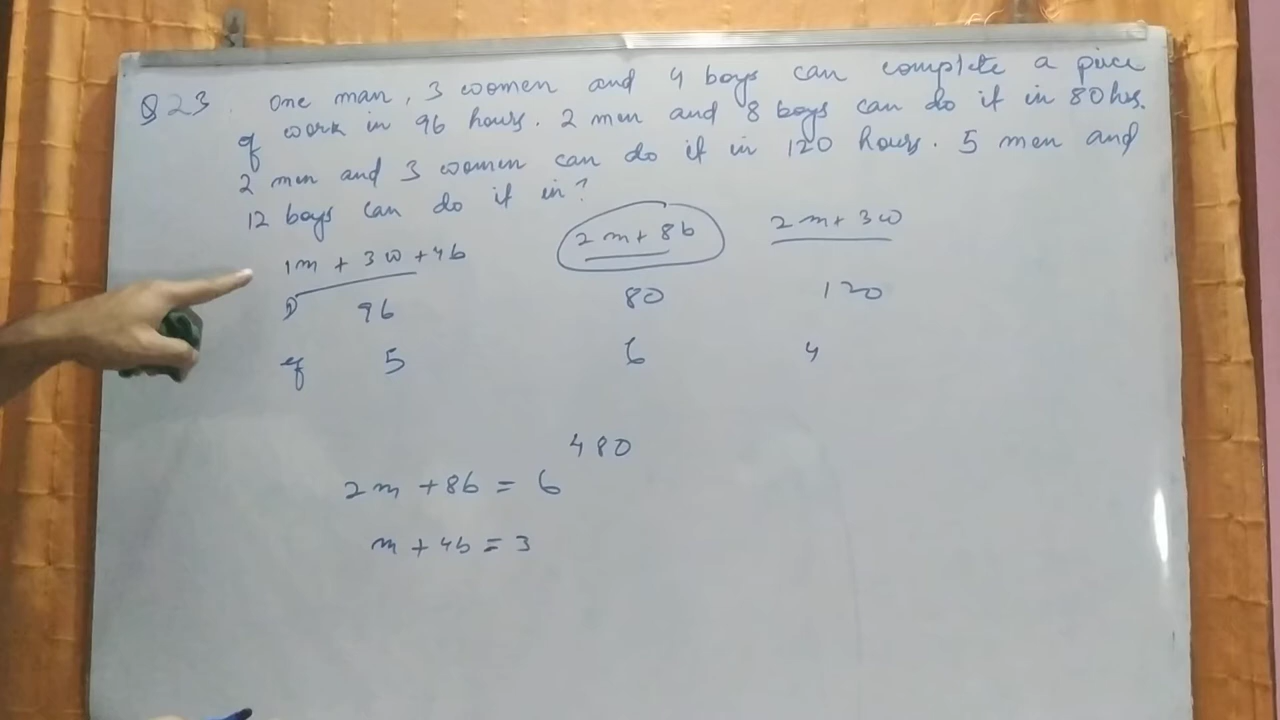 Q 23. One man, 3 women and 4 boys can complete a piece
of work in 96 hours. 2 men and 8 boys can do it in 80 hrs.
2 men and 3 women can do it in 120 hours. 5 men and
12 boys can do it in?
1m + 3w + 4b 2m + 8b 2m + 3w
D 96 80 120
eff 5 6 4
480
2m + 8b = 6
m + 4b = 3